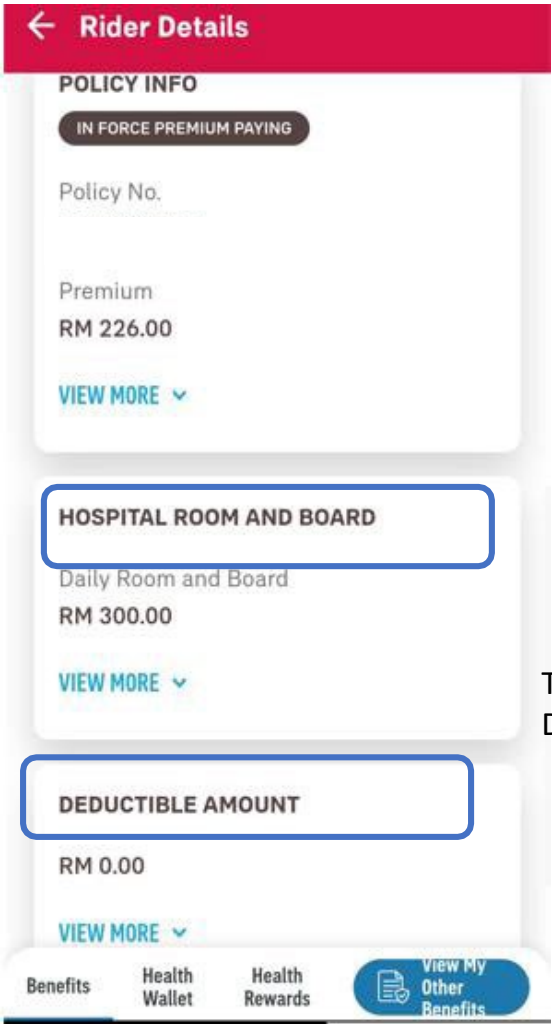 ← Rider Details
POLICY INFO
IN FORCE PREMIUM PAYING
Policy No.
Premium
RM 226.00
VIEW MORE
HOSPITAL ROOM AND BOARD
Daily Room and Board
RM 300.00
VIEW MORE
DEDUCTIBLE AMOUNT
RM 0.00
VIEW MORE
Benefits
Health
Wallet
Health
Rewards
View My
Other
Benefits